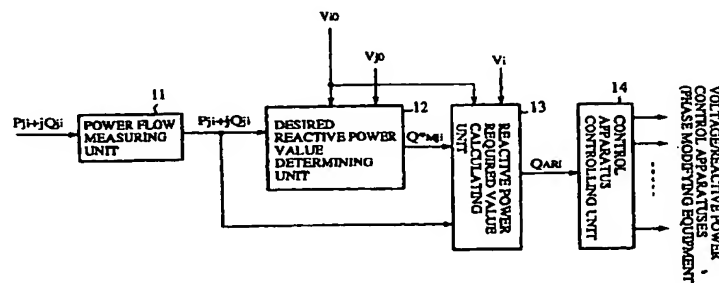 Vi0
Vj0
Vi
11
12
13
14
Pji+jQji
POWER FLOW
MEASURING
UNIT
Pji+jQji
DESIRED
REACTIVE POWER
VALUE
DETERMINING
UNIT
Q*Mji
REACTIVE POWER
REQUIRED VALUE
CALCULATING
UNIT
QARi
CONTROL
APPARATUS
CONTROLLING UNIT
VOLTAGE/REACTIVE POWER
CONTROL APPARATUSES
(PHASE MODIFYING EQUIPMENT